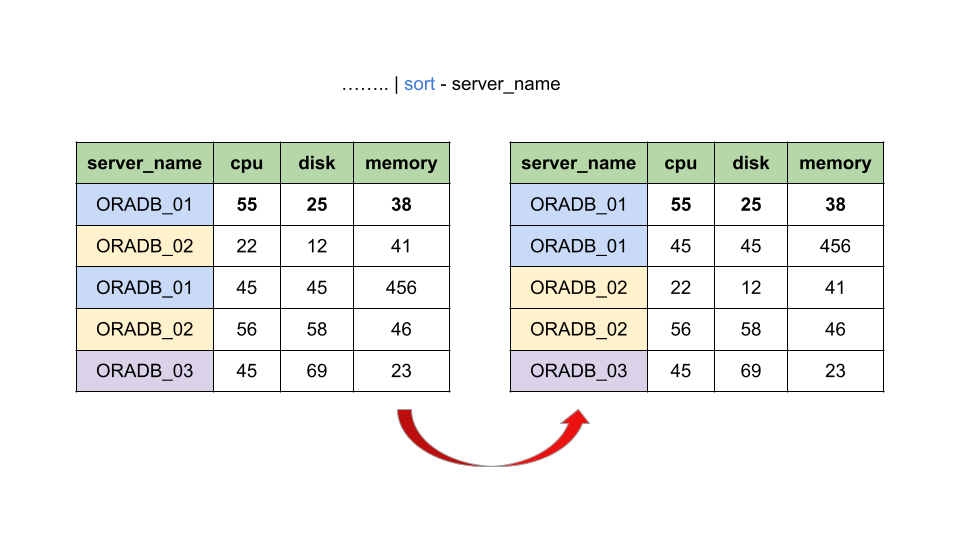 …….. | sort - server_name
server_name cpu disk memory
ORADB_01 55 25 38
ORADB_02 22 12 41
ORADB_01 45 45 456
ORADB_02 56 58 46
ORADB_03 45 69 23
server_name cpu disk memory
ORADB_01 55 25 38
ORADB_01 45 45 456
ORADB_02 22 12 41
ORADB_02 56 58 46
ORADB_03 45 69 23